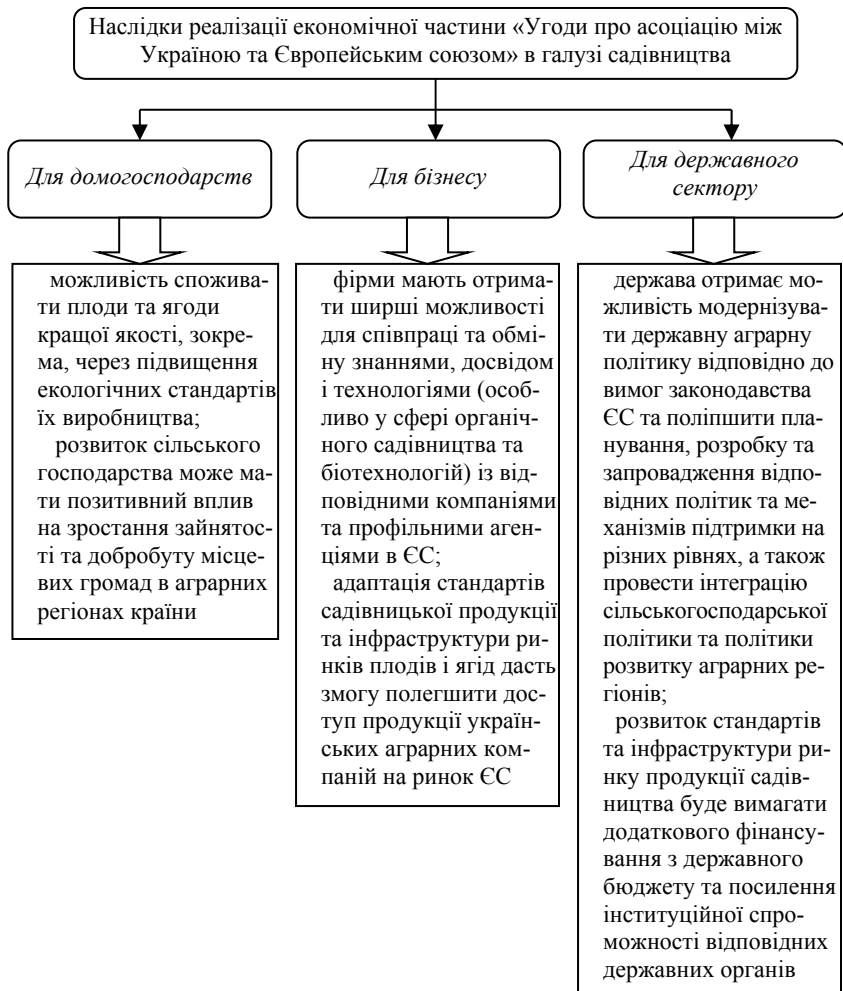 Наслідки реалізації економічної частини «Угоди про асоціацію між
Україною та Європейським союзом» в галузі садівництва
Для домогосподарств
Для бізнесу
Для державного
сектору
можливість спожива-
ти плоди та ягоди
кращої якості, зокре-
ма, через підвищення
екологічних стандартів
їх виробництва;
розвиток сільського
господарства може ма-
ти позитивний вплив
на зростання зайнятос-
ті та добробуту місце-
вих громад в аграрних
регіонах країни
фірми мають отрима-
ти ширші можливості
для співпраці та обмі-
ну знаннями, досвідом
і технологіями (особ-
ливо у сфері органіч-
ного садівництва та
біотехнологій) із від-
повідними компаніями
та профільними аген-
ціями в ЄС;
адаптація стандартів
садівницької продукції
та інфраструктури ри-
нків плодів і ягід дасть
змогу полегшити дос-
туп продукції україн-
ських аграрних ком-
паній на ринок ЄС
держава отримає мо-
жливість модернізува-
ти державну аграрну
політику відповідно до
вимог законодавства
ЄС та поліпшити пла-
нування, розробку та
запровадження відпо-
відних політик та ме-
ханізмів підтримки на
різних рівнях, а також
провести інтеграцію
сільськогосподарської
політики та політики
розвитку аграрних ре-
гіонів;
розвиток стандартів
та інфраструктури ри-
нку продукції садів-
ництва буде вимагати
додаткового фінансу-
вання з державного
бюджету та посилення
інституційної спро-
можності відповідних
державних органів